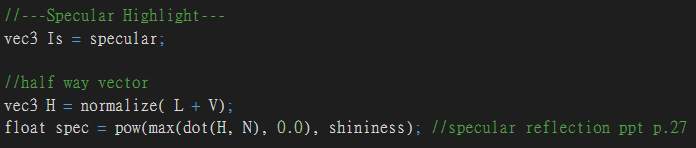 //---Specular Highlight---
vec3 Is = specular;
//half way vector
vec3 H = normalize( L + V);
float spec = pow(max(dot(H, N), 0.0), shininess); //specular reflection ppt p.27